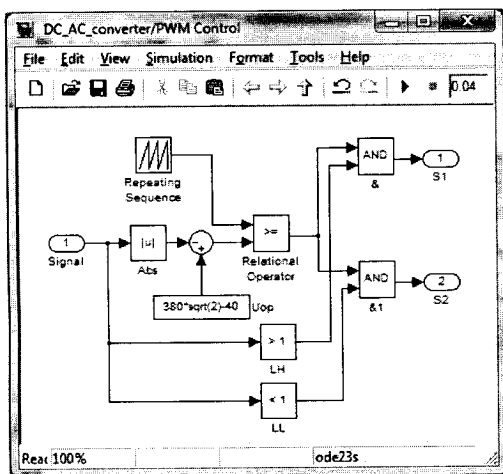 DC_AC_converter/PWM Control
File Edit View Simulation Format Tools Help
0.04
Repeating
Sequence
AND
&
1
S1
1
Signal
|u|
Abs
- +
>=
Relational
Operator
380*sqrt(2)-40
Uop
AND
&1
2
S2
> 1
LH
< 1
LL
Reac 100%
ode23s